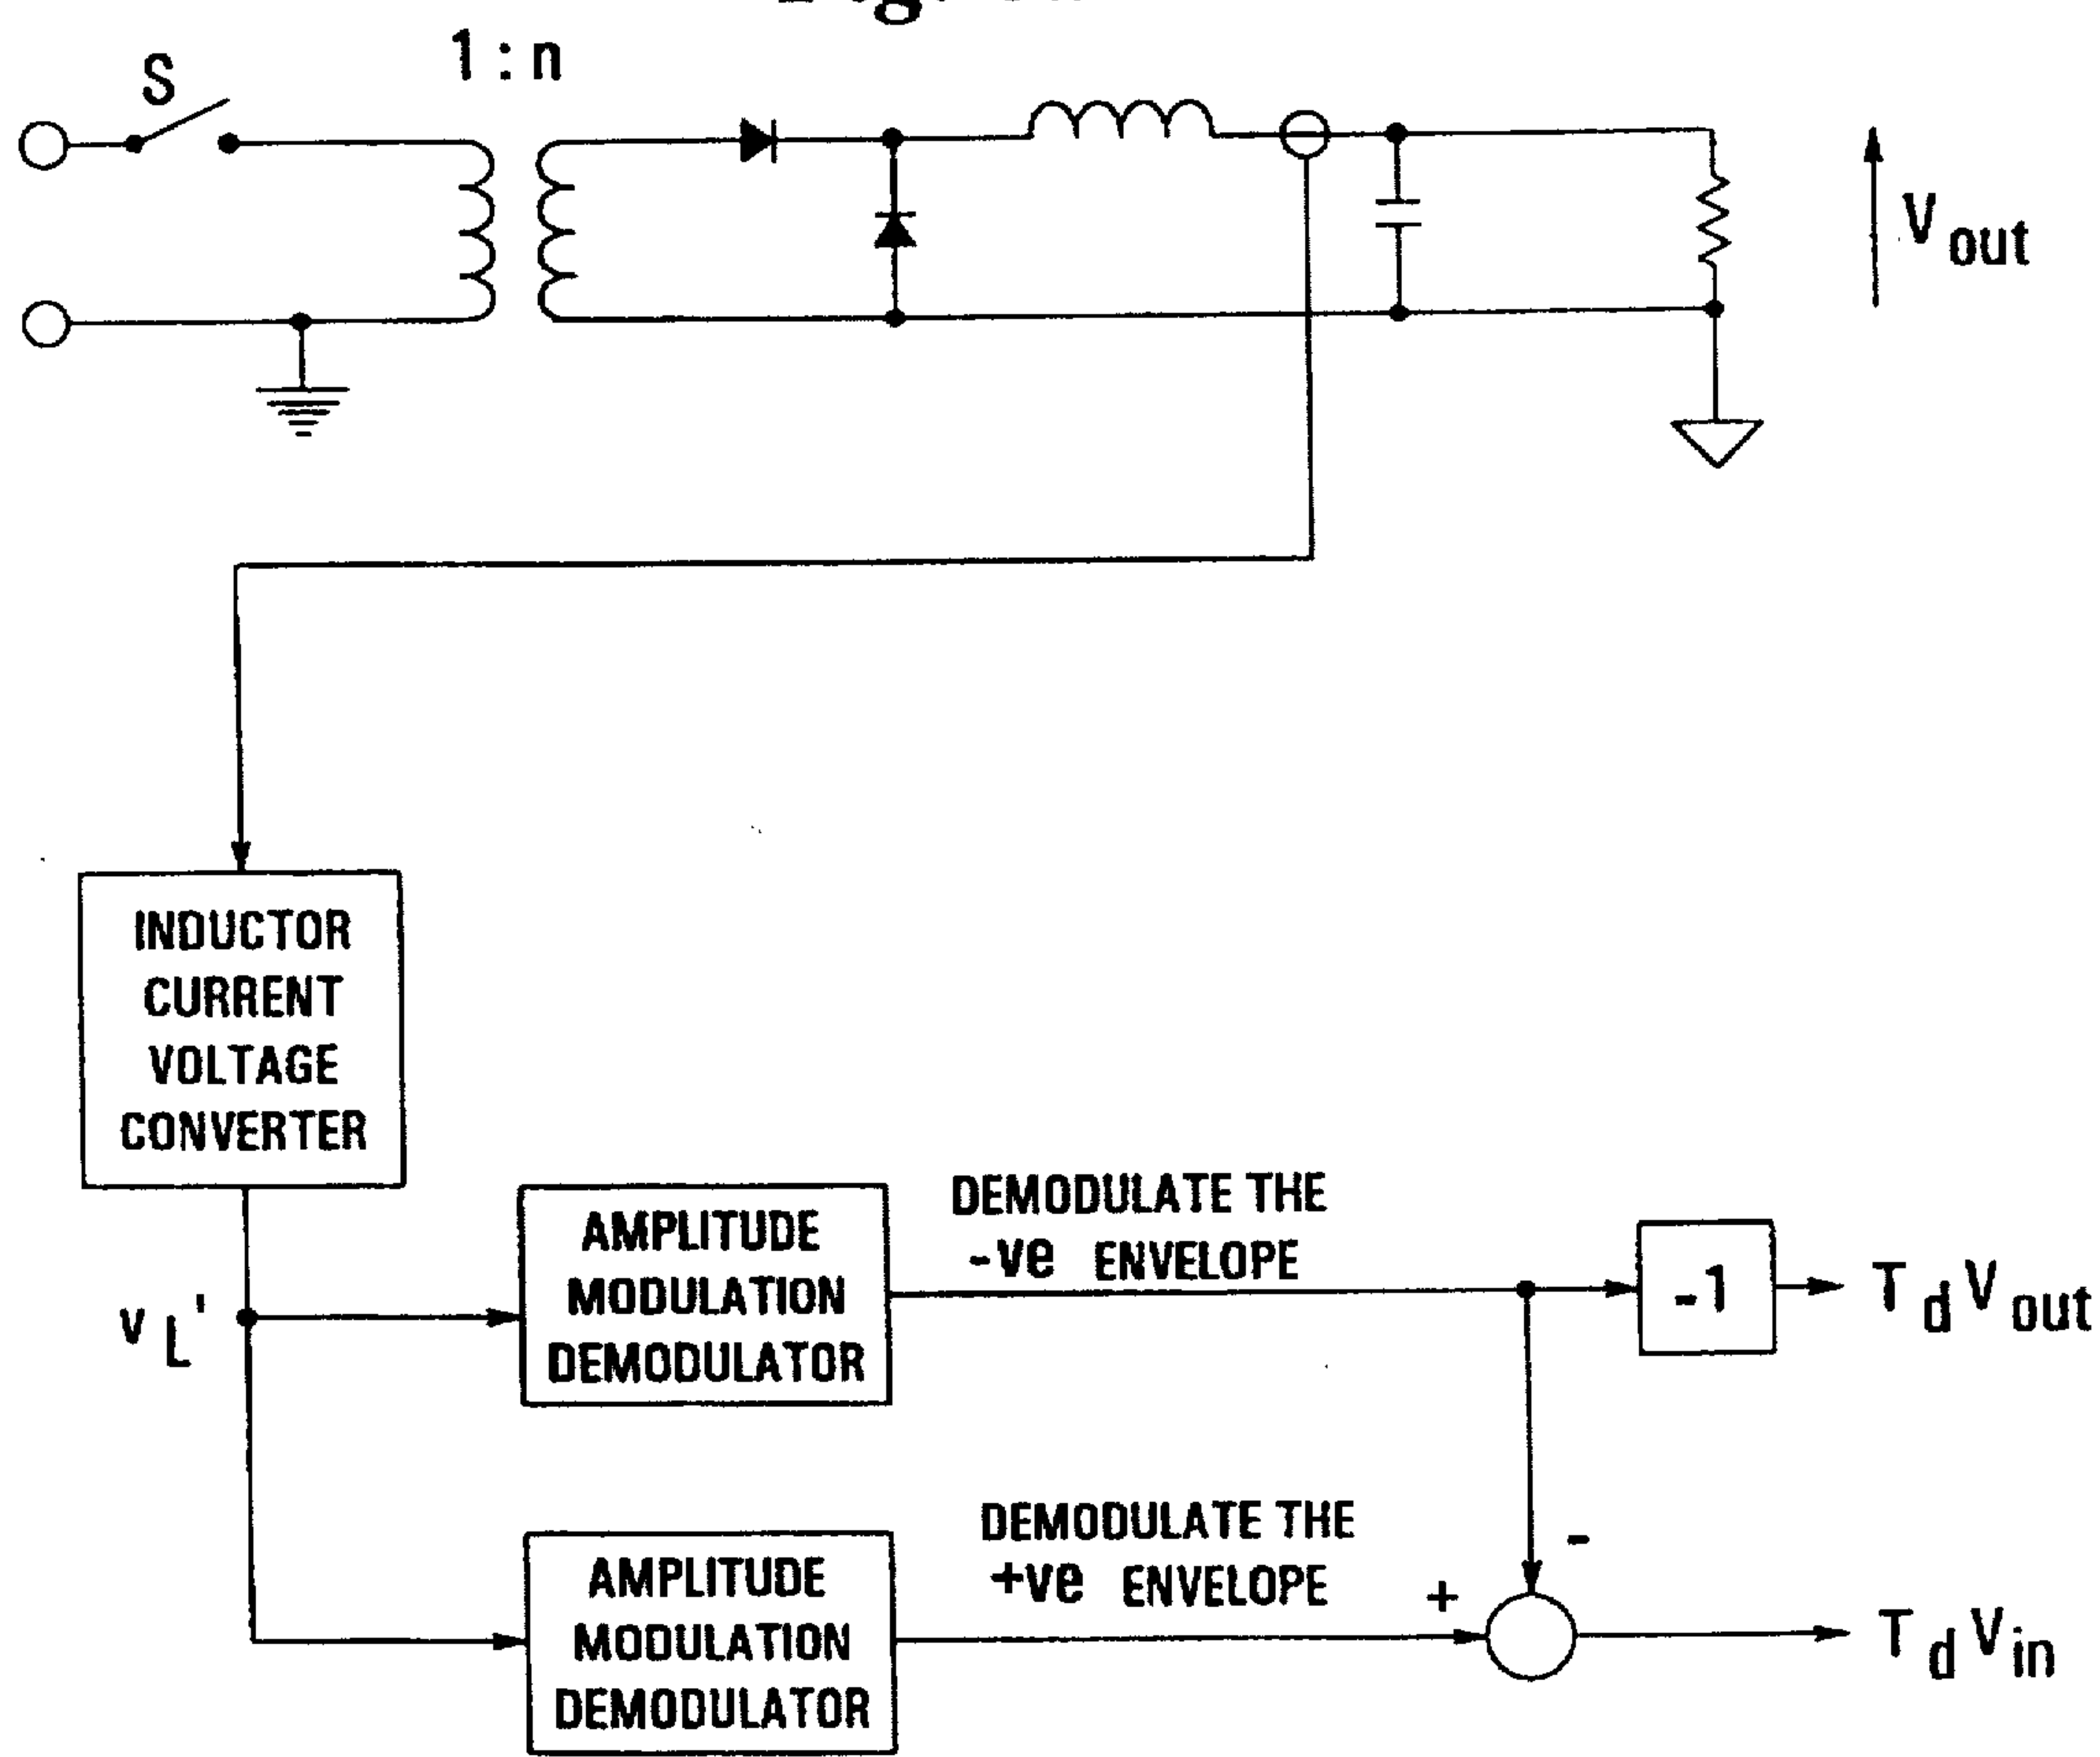 S
1 : n
V out
INDUCTOR
CURRENT
VOLTAGE
CONVERTER
v L'
AMPLITUDE
MODULATION
DEMODULATOR
DEMODULATE THE
-ve ENVELOPE
-1
T d V out
AMPLITUDE
MODULATION
DEMODULATOR
DEMODULATE THE
+ve ENVELOPE
+
-
T d V in